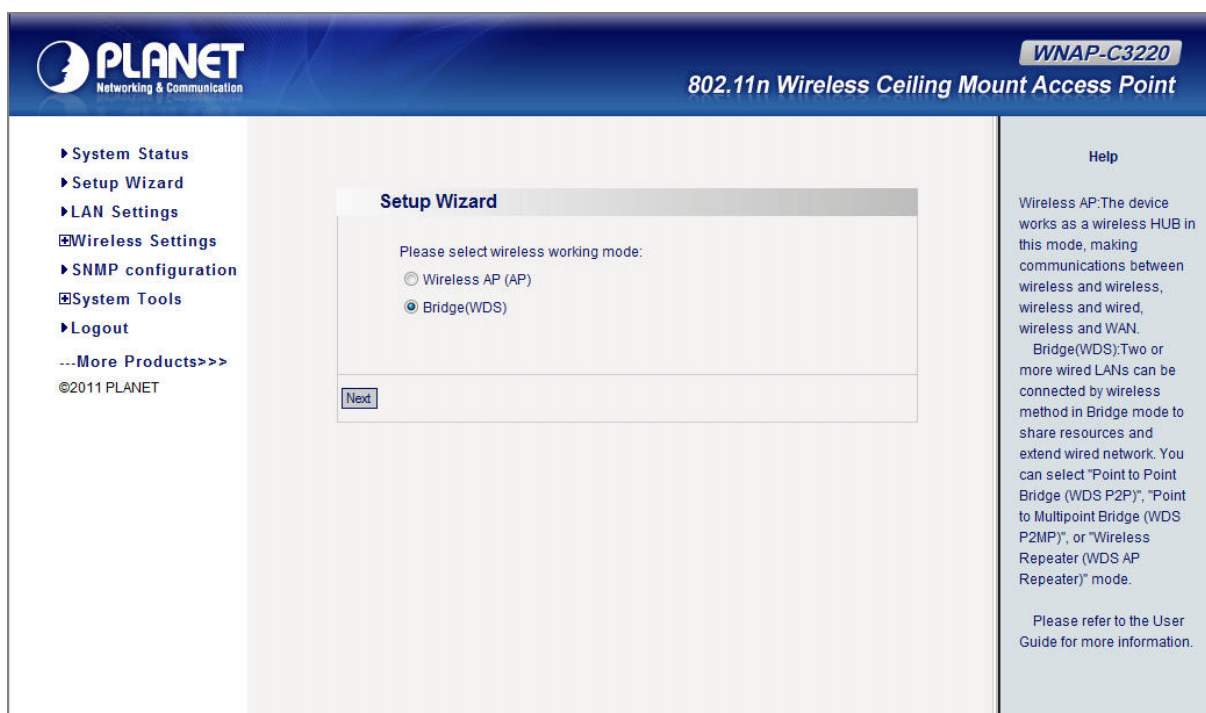 PLANET
Networking & Communication
WNAP-C3220
802.11n Wireless Ceiling Mount Access Point
System Status
Setup Wizard
LAN Settings
Wireless Settings
SNMP configuration
System Tools
Logout
---More Products>>>
©2011 PLANET
Setup Wizard
Please select wireless working mode:
Wireless AP (AP)
Bridge(WDS)
Next
Help
Wireless AP:The device
works as a wireless HUB in
this mode, making
communications between
wireless and wireless,
wireless and wired,
wireless and WAN.
Bridge(WDS):Two or
more wired LANs can be
connected by wireless
method in Bridge mode to
share resources and
extend wired network. You
can select "Point to Point
Bridge (WDS P2P)", "Point
to Multipoint Bridge (WDS
P2MP)", or "Wireless
Repeater (WDS AP
Repeater)" mode.
Please refer to the User
Guide for more information.